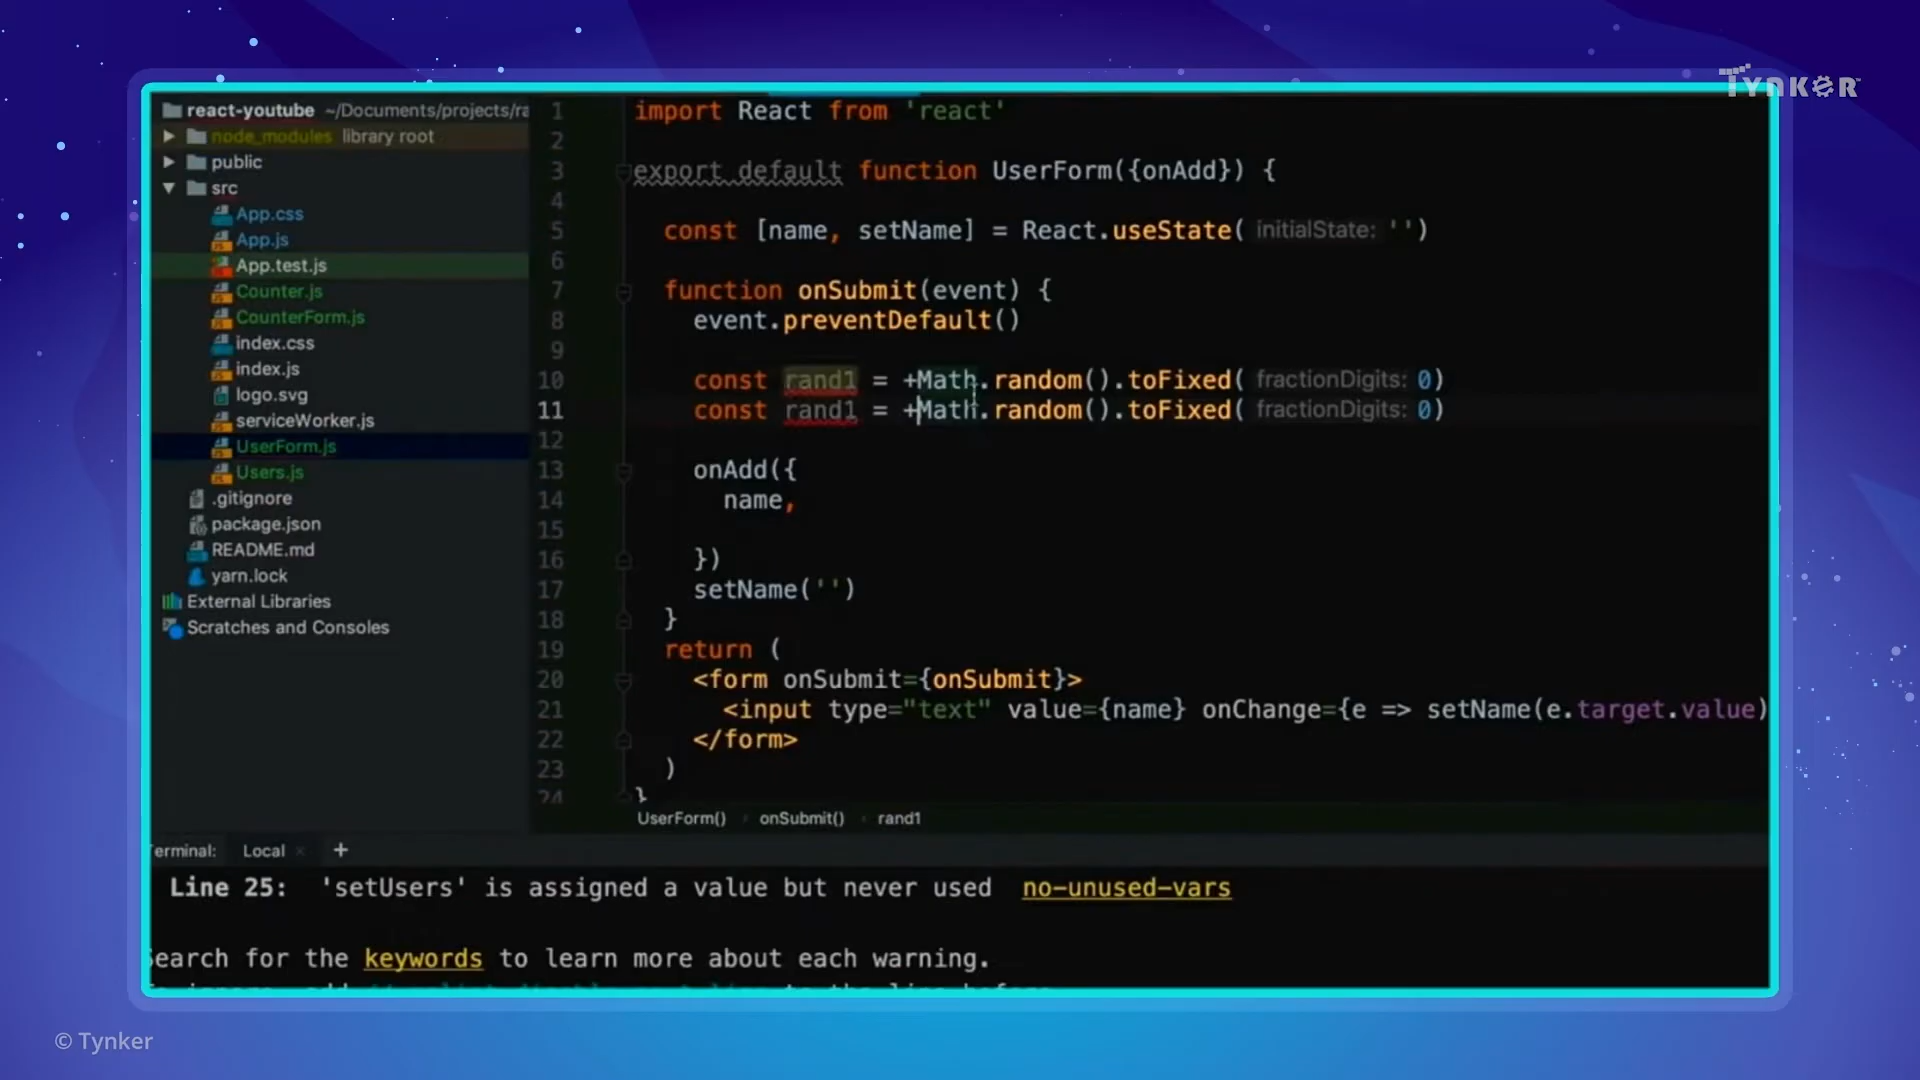 TYNKER
react-youtube ~/Documents/projects/ra
node_modules library root
public
src
App.css
App.js
App.test.js
Counter.js
CounterForm.js
index.css
index.js
logo.svg
serviceWorker.js
UserForm.js
Users.js
.gitignore
package.json
README.md
yarn.lock
External Libraries
Scratches and Consoles
1 import React from 'react'
2
3 export default function UserForm({onAdd}) {
4
5 const [name, setName] = React.useState( initialState: '')
6
7 function onSubmit(event) {
8 event.preventDefault()
9
10 const rand1 = +Math.random().toFixed( fractionDigits: 0)
11 const rand1 = +Math.random().toFixed( fractionDigits: 0)
12
13 onAdd({
14 name,
15
16 })
17 setName('')
18 }
19 return (
20 <form onSubmit={onSubmit}>
21 <input type="text" value={name} onChange={e => setName(e.target.value)
22 </form>
23 )
24 }
UserForm() onSubmit() rand1
erminal: Local × +
Line 25: 'setUsers' is assigned a value but never used no-unused-vars
Search for the keywords to learn more about each warning.
© Tynker